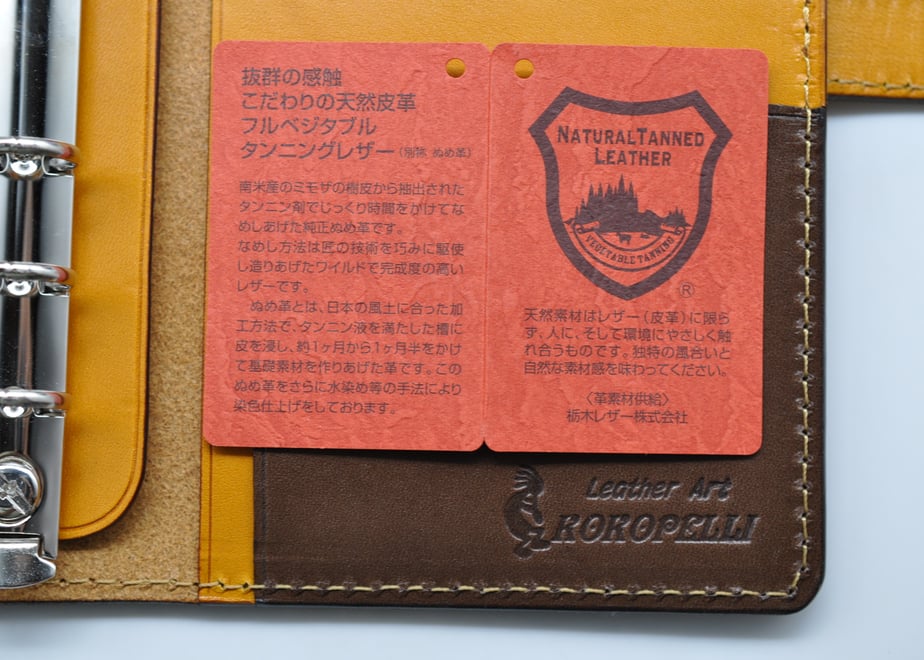 抜群の感触
こだわりの天然皮革
フルベジタブル
タンニングレザー（別称 ぬめ革）
南米産のミモザの樹皮から抽出された
タンニン剤でじっくり時間をかけてな
めしあげた純正ぬめ革です。
なめし方法は匠の技術を巧みに駆使
し造りあげたワイルドで完成度の高い
レザーです。
ぬめ革とは、日本の風土に合った加
工方法で、タンニン液を満たした槽に
皮を浸し、約1ヶ月から1ヶ月半をかけ
て基礎素材を作りあげた革です。この
ぬめ革をさらに水染め等の手法により
染色仕上げをしております。
NATURALTANNED
LEATHER
VEGETABLE TANNING
®
天然素材はレザー（皮革）に限ら
ず、人に、そして環境にやさしく触
れ合うものです。独特の風合いと
自然な素材感を味わってください。
〈革素材供給〉
栃木レザー株式会社
Leather Art
KOKOPELLI